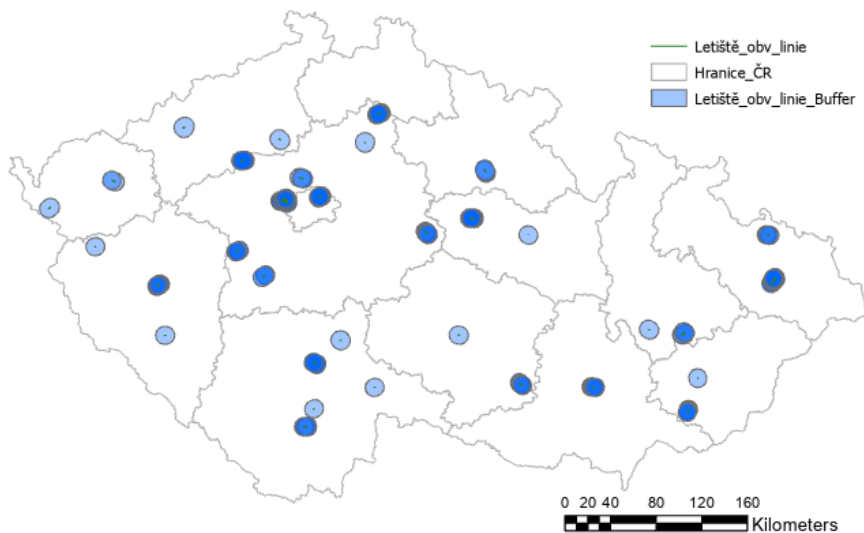 Letiště_obv_linie
Hranice_ČR
Letiště_obv_linie_Buffer
0 20 40 80 120 160
Kilometers